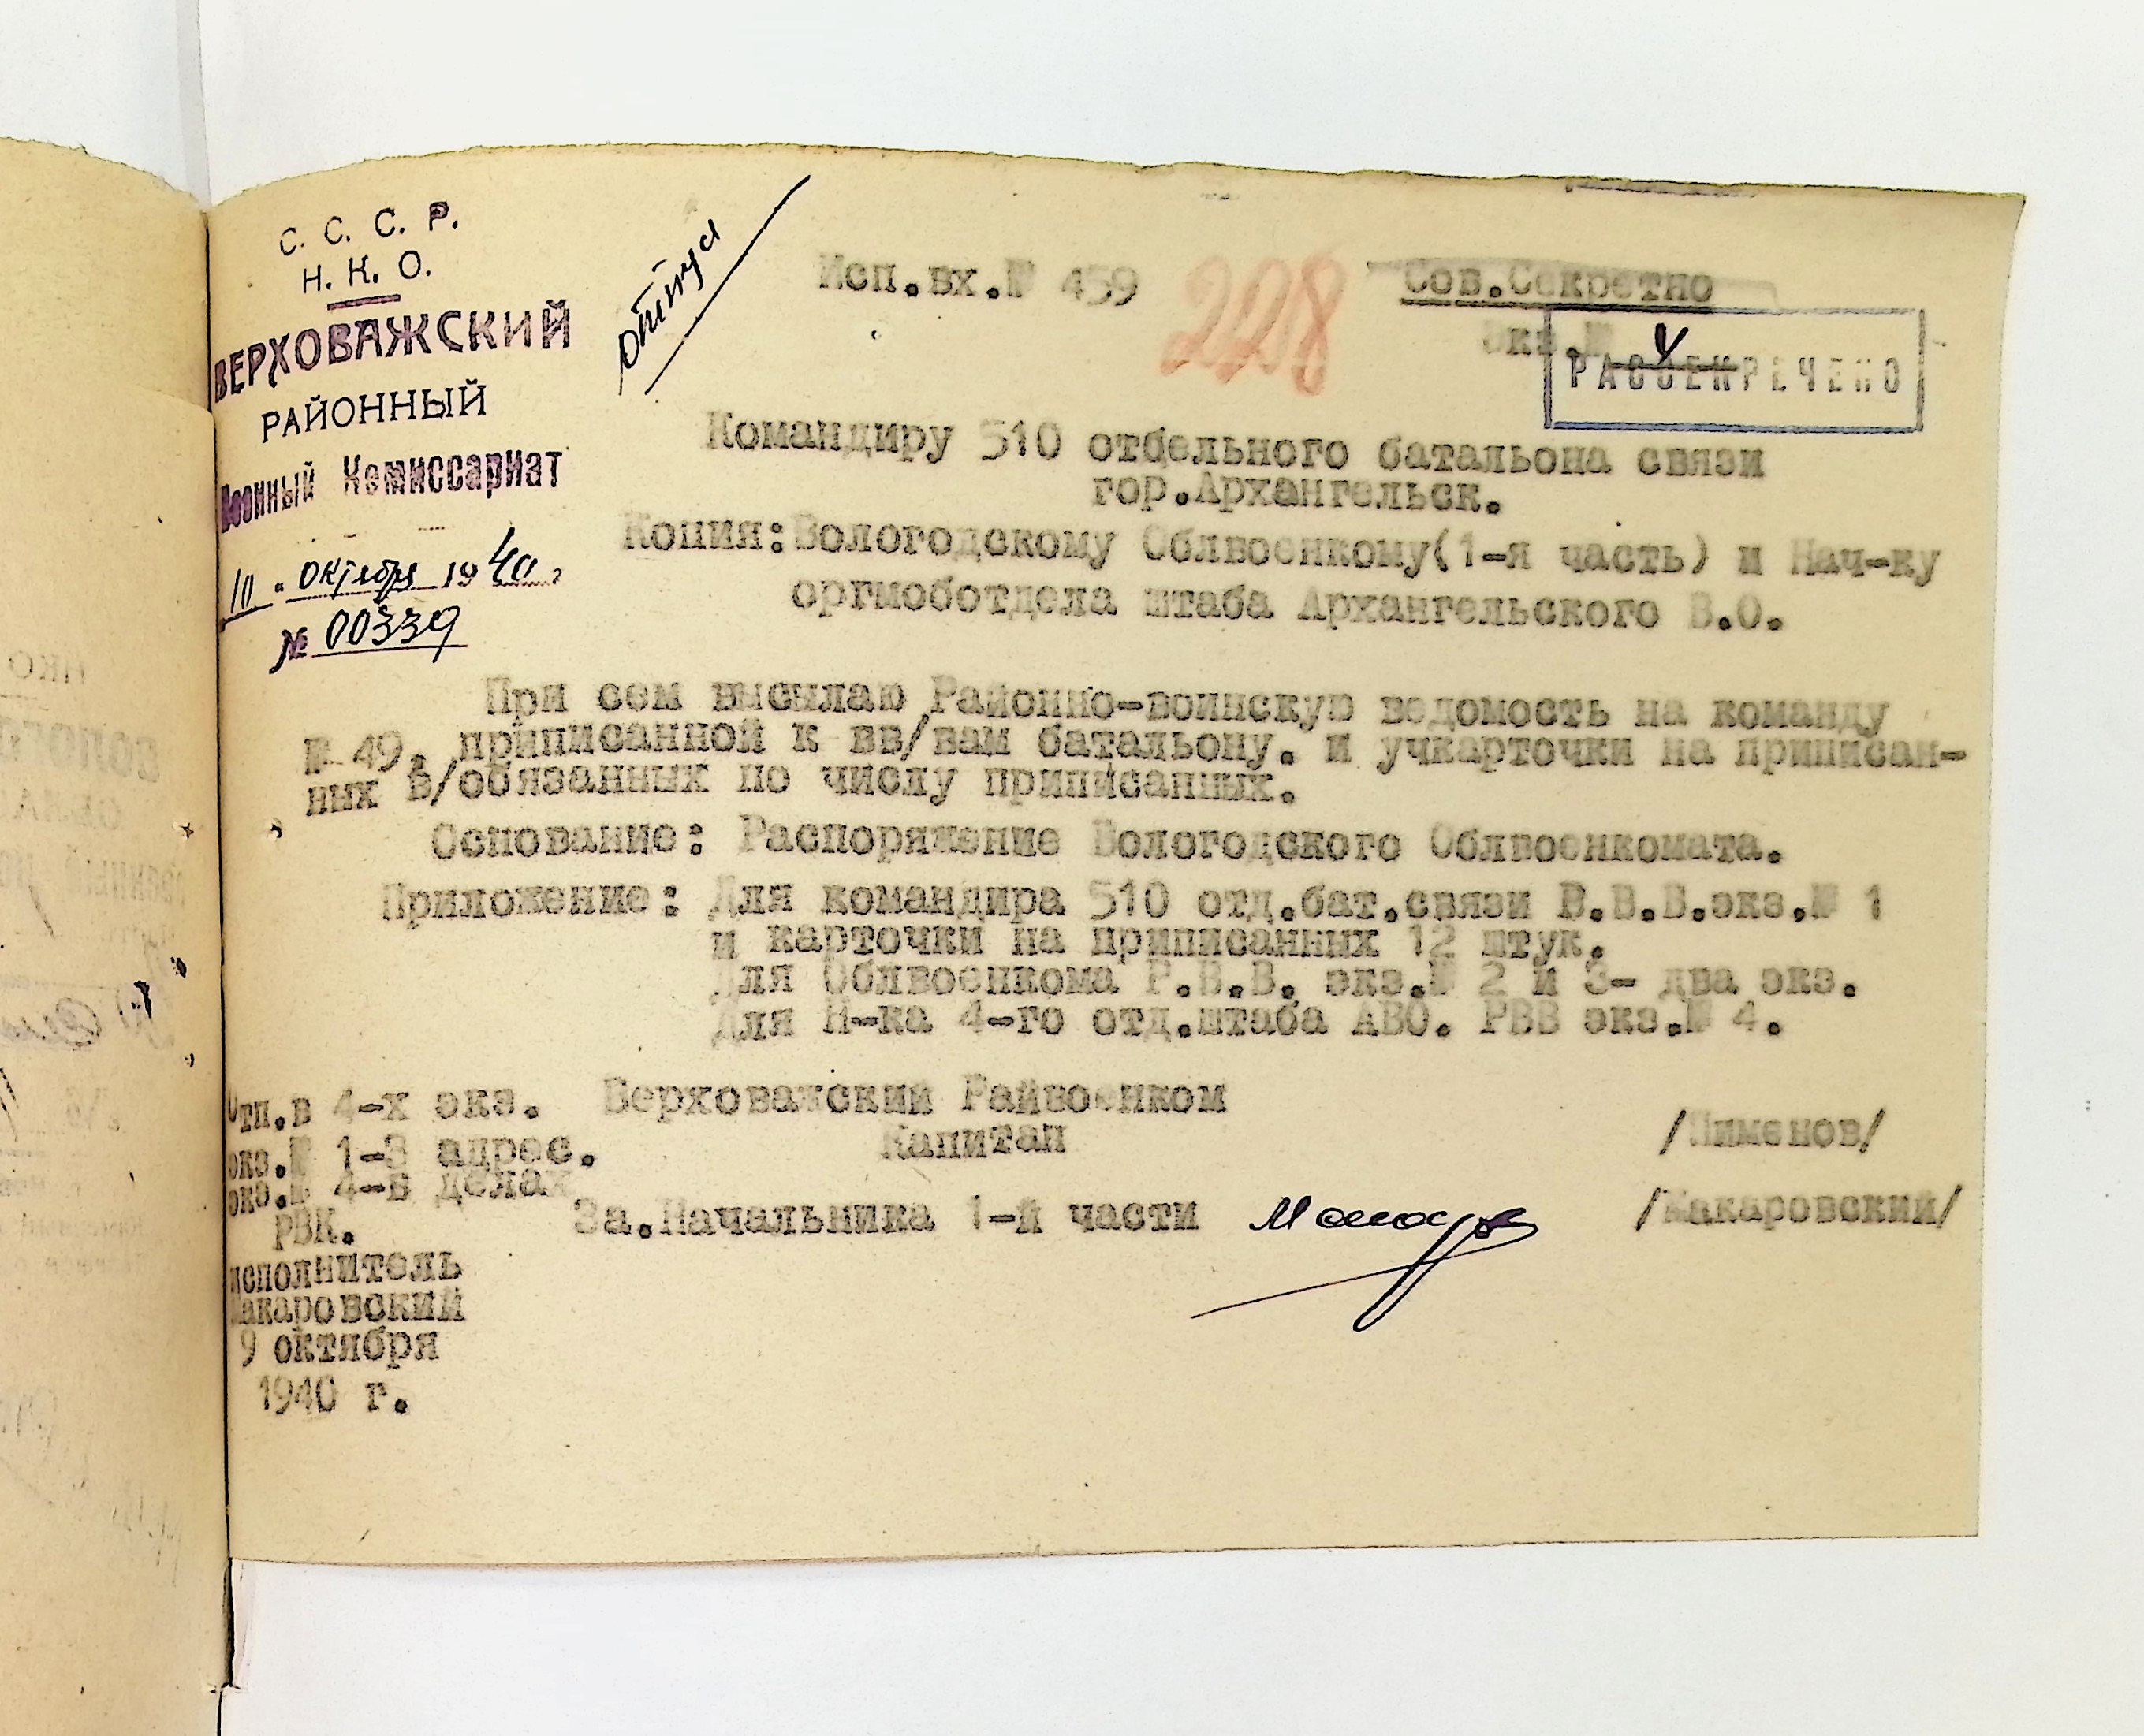 С. С. С. Р.
Н. К. О.
ВЕРХОВАЖСКИЙ
РАЙОННЫЙ
Военный Комиссариат
10 " октября 1940 г
№ 00339
Исп.вх.№ 459
228
Сов.Секретно
Экз.№ 4
РАССЕКРЕЧЕНО
Командиру 510 отдельного батальона связи
гор.Архангельск.
Копия:Вологодскому Облвоенкому(1-я часть) и Нач-ку
оргмоботдела штаба Архангельского В.О.
При сем высылаю Районно-воинскую ведомость на команду
№ 49, приписанной к вв/вам батальону. и учкарточки на приписан-
ных в/обязанных по числу приписанных.
Основание: Распоряжение Вологодского Облвоенкомата.
Приложение: Для командира 510 отд.бат.связи В.В.В.экз.№ 1
и карточки на приписанных 12 штук.
Для Облвоенкома Р.В.В. экз.№ 2 и 3- два экз.
Для Н-ка 4-го отд.штаба АВО. РВВ экз.№ 4.
Верховажский Райвоенком
Капитан /Пименов/
За.Начальника 1-й части /Макаровский/
Отп.в 4-х экз.
экз.№ 1-3 адрес.
экз.№ 4-в делах
РВК.
исполнитель
Макаровский
9 октября
1940 г.